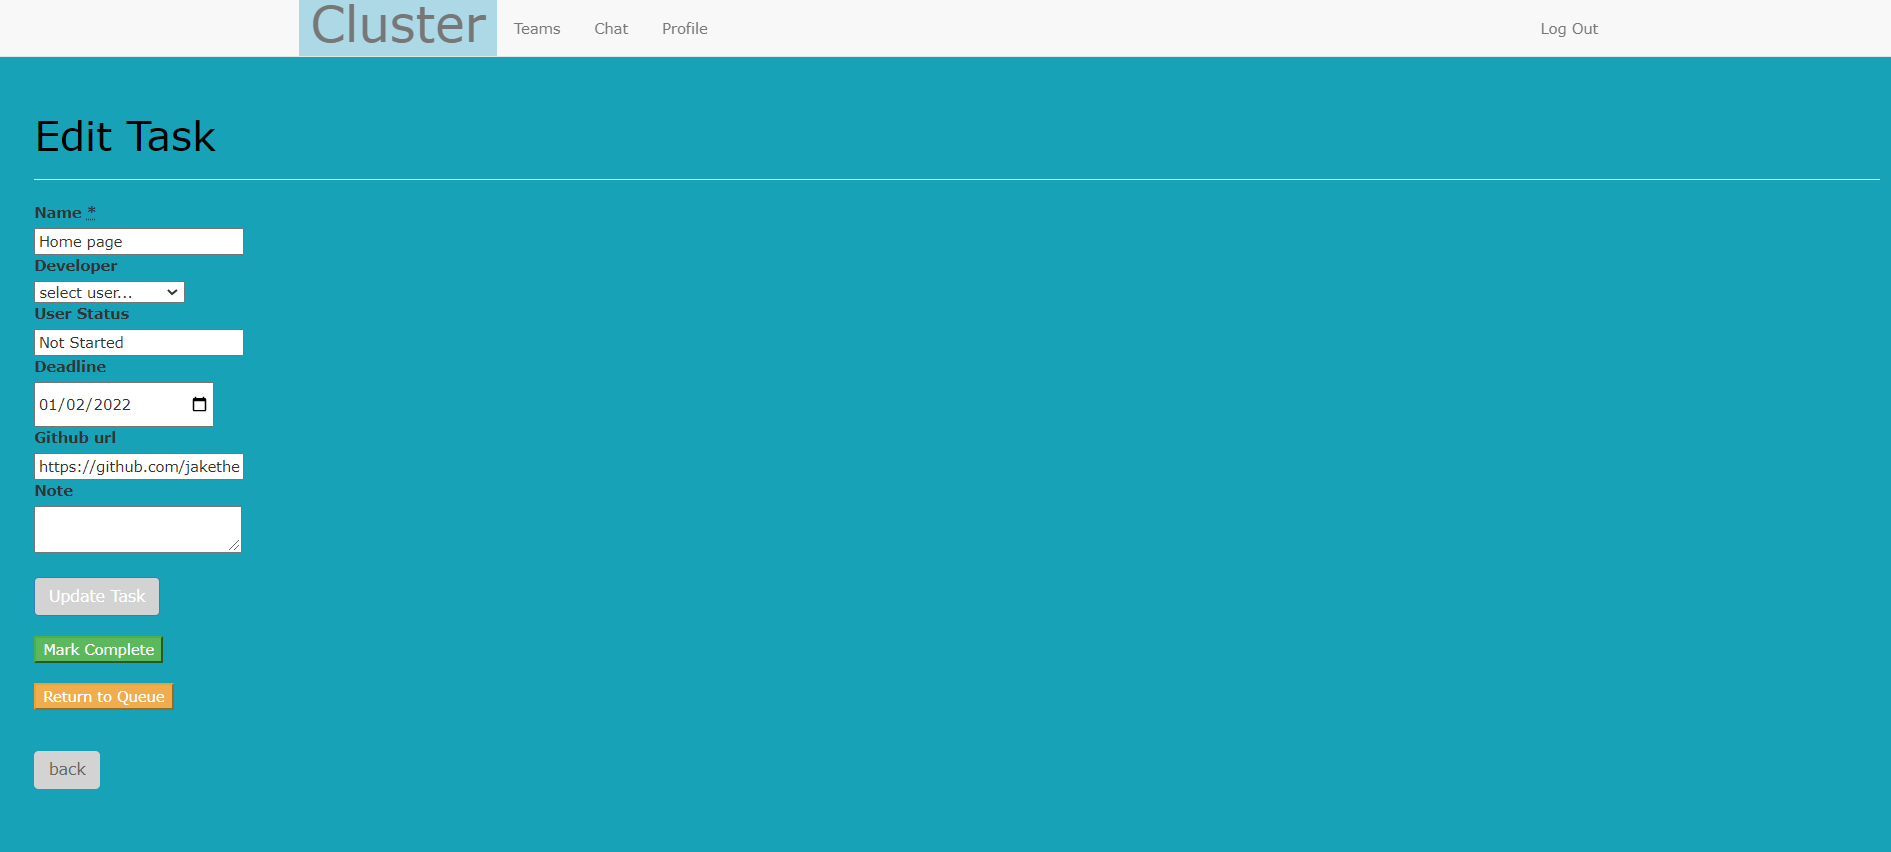 Cluster Teams Chat Profile Log Out
Edit Task
Name *
Home page
Developer
select user...
User Status
Not Started
Deadline
01/02/2022
Github url
https://github.com/jakethe
Note
Update Task
Mark Complete
Return to Queue
back